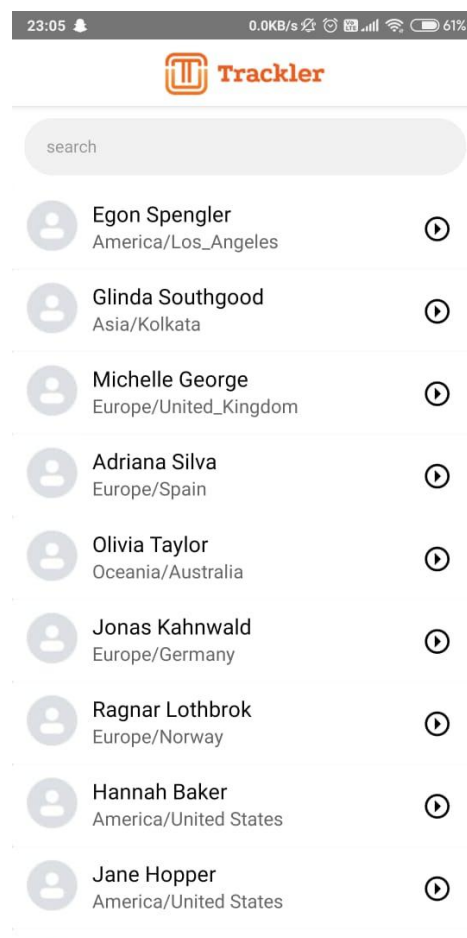 23:05 0.0KB/s 61%
Trackler
search
Egon Spengler
America/Los_Angeles
Glinda Southgood
Asia/Kolkata
Michelle George
Europe/United_Kingdom
Adriana Silva
Europe/Spain
Olivia Taylor
Oceania/Australia
Jonas Kahnwald
Europe/Germany
Ragnar Lothbrok
Europe/Norway
Hannah Baker
America/United States
Jane Hopper
America/United States